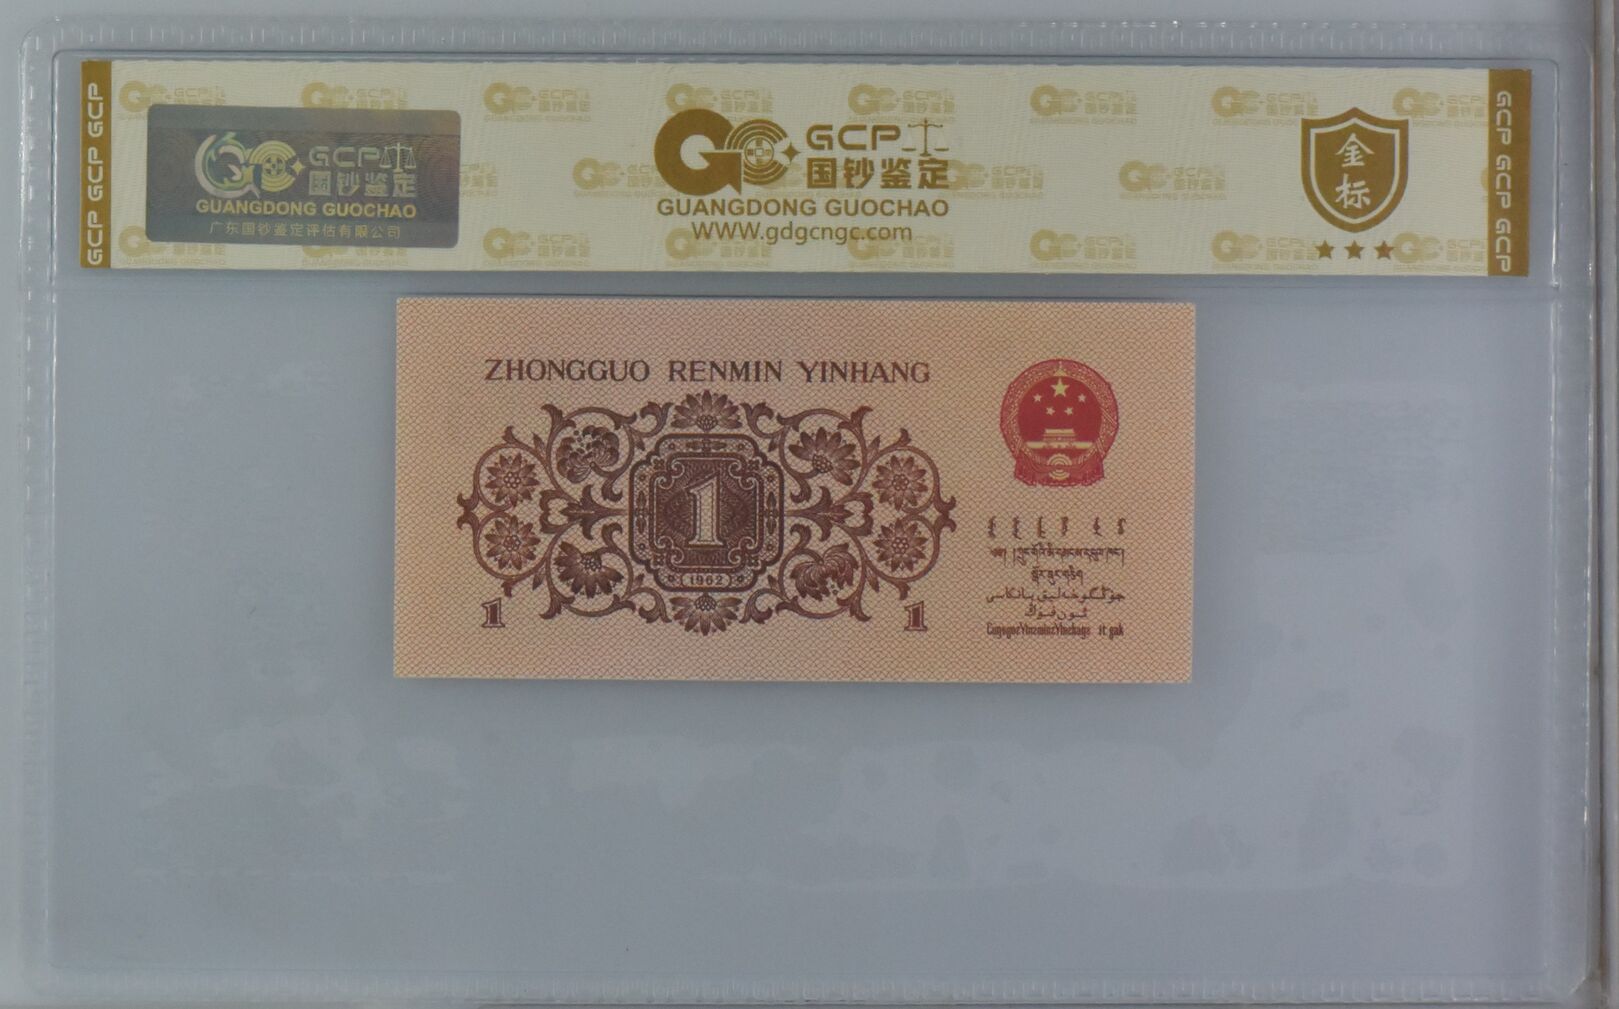 GCP GCP GCP
GCP
国钞鉴定
GUANGDONG GUOCHAO
广东国钞鉴定评估有限公司
GCP
国钞鉴定
GUANGDONG GUOCHAO
WWW.gdgcngc.com
金标
GCP GCP GCP
ZHONGGUO RENMIN YINHANG
1
(1962)
1
1